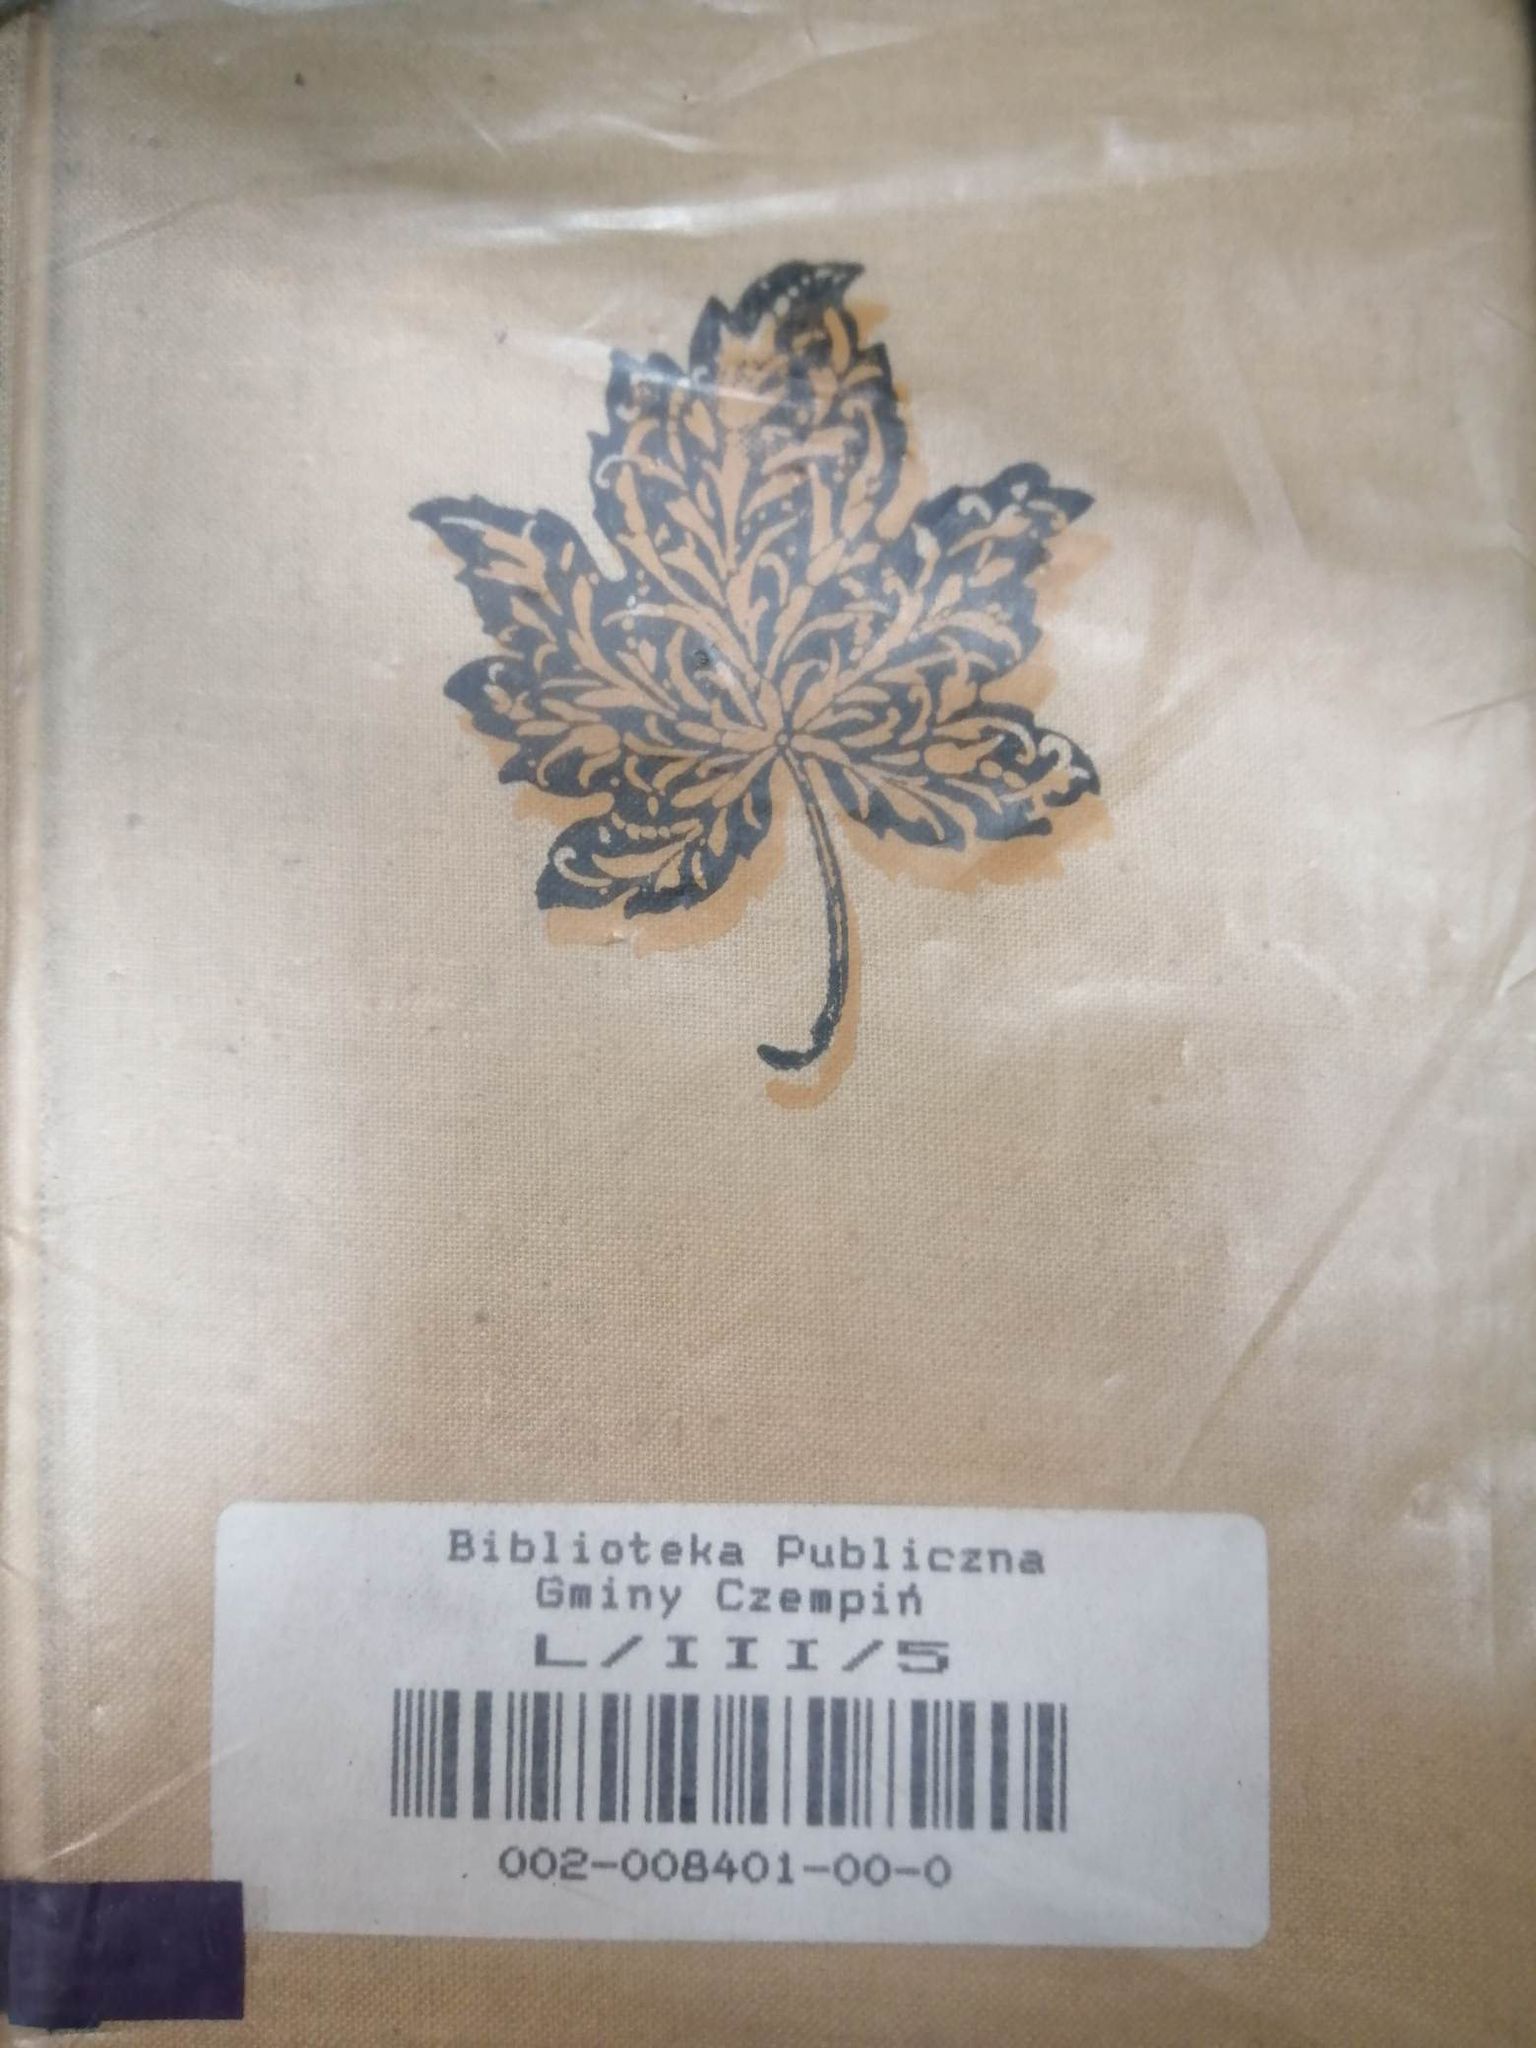 Biblioteka Publiczna
Gminy Czempiń
L/III/5
002-008401-00-0